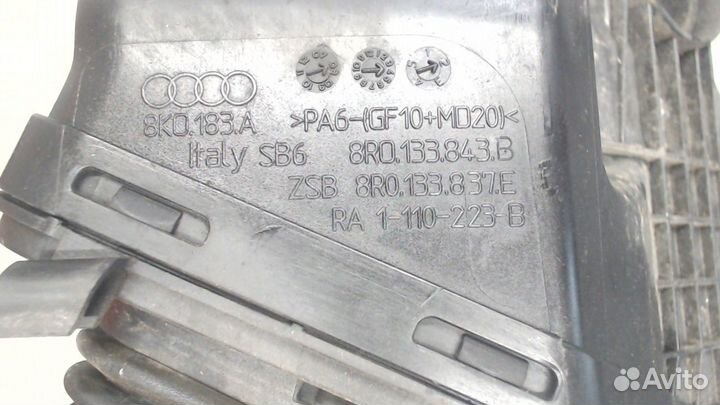 8K0.183.A >PA6-(GF10+MD20)<
Italy SB6 8R0.133.843.B
ZSB 8R0.133.837.E
RA 1-110-223-B
Avito